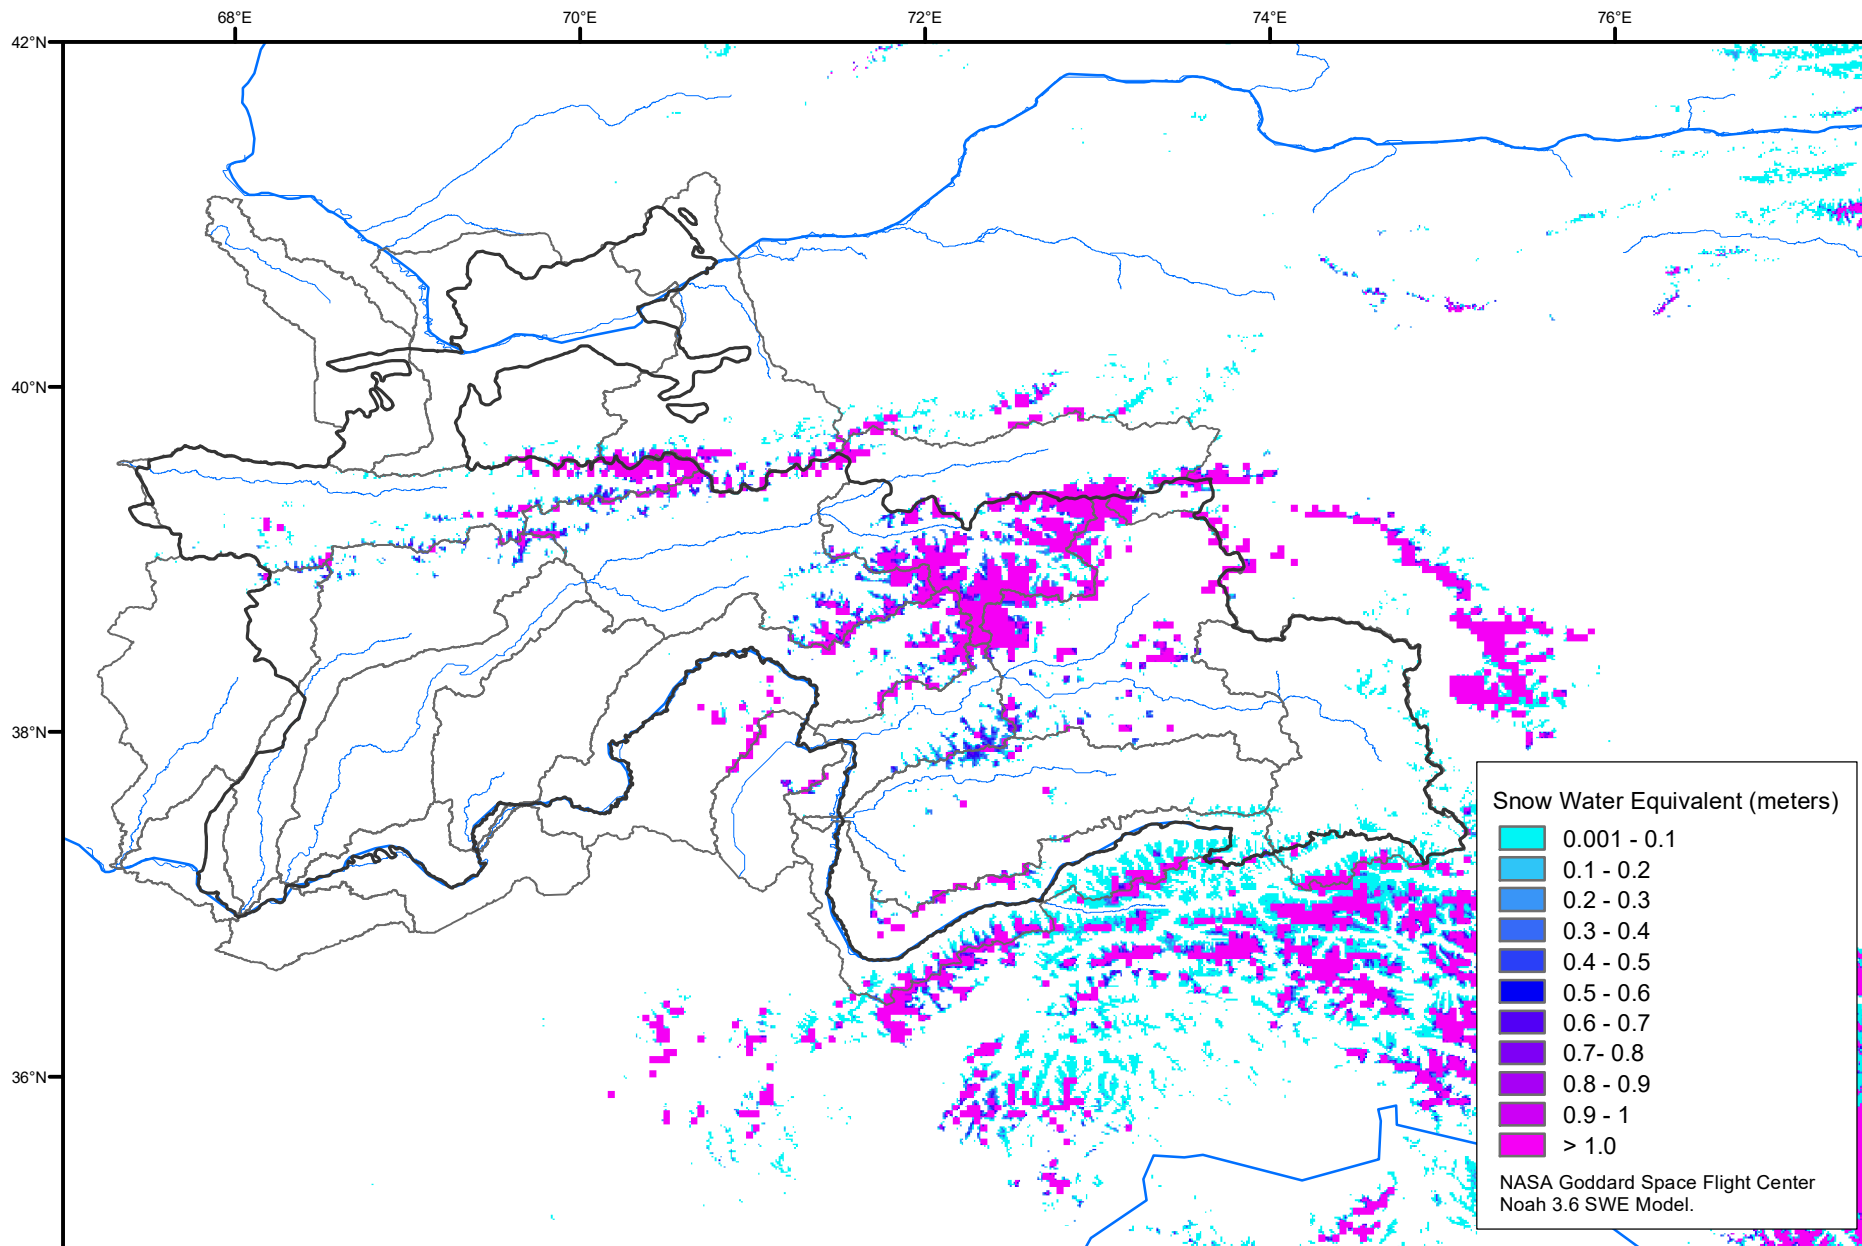 68°E 70°E 72°E 74°E 76°E
42°N
40°N
38°N
36°N
Snow Water Equivalent (meters)
0.001 - 0.1
0.1 - 0.2
0.2 - 0.3
0.3 - 0.4
0.4 - 0.5
0.5 - 0.6
0.6 - 0.7
0.7- 0.8
0.8 - 0.9
0.9 - 1
> 1.0
NASA Goddard Space Flight Center
Noah 3.6 SWE Model.